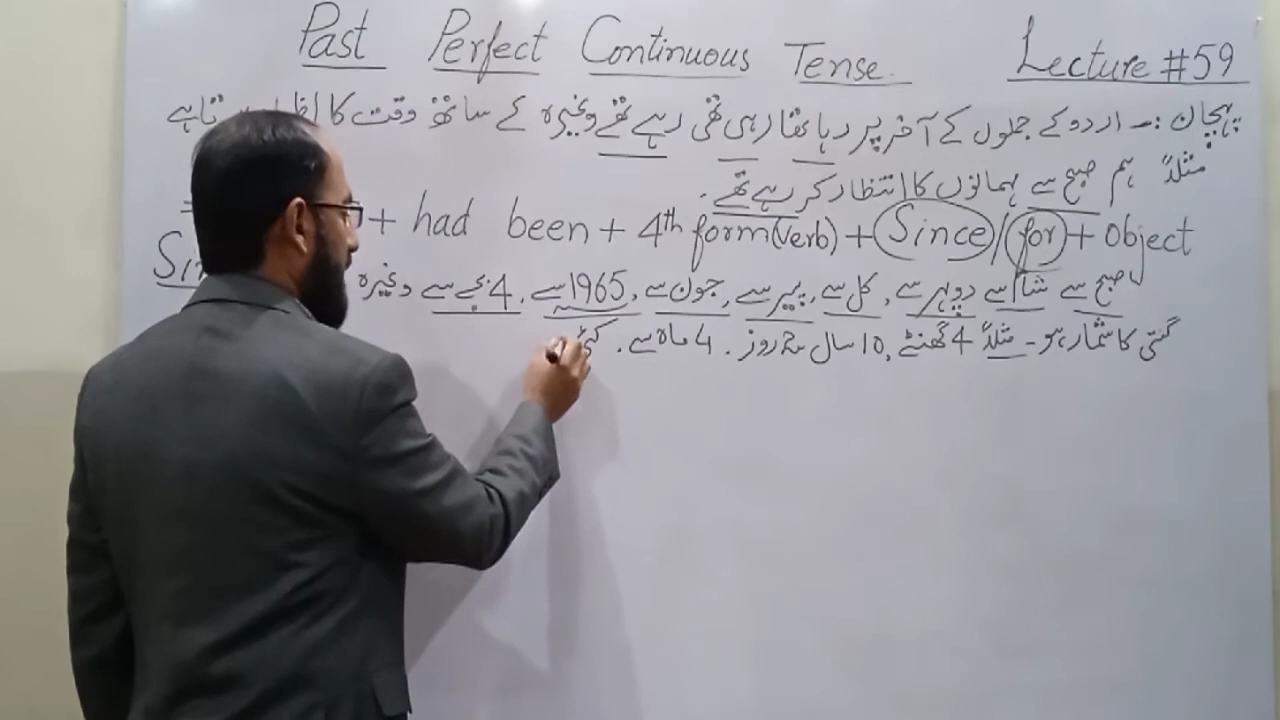 Past Perfect Continuous Tense. Lecture #59
پہچان :- اردو کے جملوں کے آخر پر رہا تھا، رہی تھی، رہے تھے وغیرہ کے ساتھ وقت کا
مثلاً ہم صبح سے مہمانوں کا انتظار کر رہے تھے.
+ had been + 4th form(verb) + Since/for + object
صبح سے شام سے دوپہر سے, کل سے, پیر سے, جون سے, 1965 سے, 4 بجے سے وغیرہ
گنتی کا شمار ہو - مثلاً 4 گھنٹے, 10 سال روز. 4 ماہ سے.